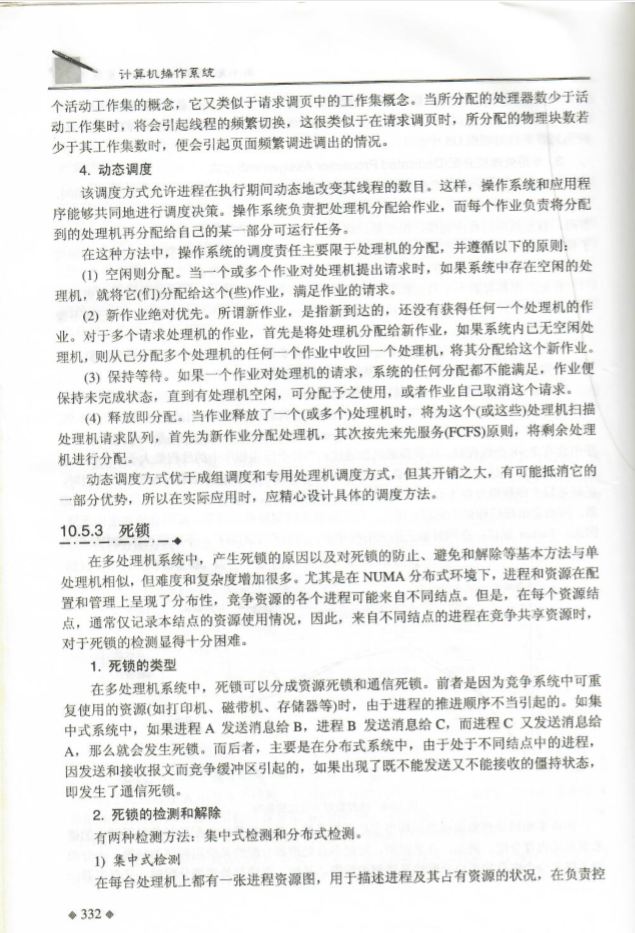 计算机操作系统
个活动工作集的概念，它又类似于请求调页中的工作集概念。当所分配的处理器数少于活
动工作集时，将会引起线程的频繁切换，这很类似于在请求调页时，所分配的物理块数若
少于其工作集数时，便会引起页面频繁调进调出的情况。
4. 动态调度
该调度方式允许进程在执行期间动态地改变其线程的数目。这样，操作系统和应用程
序能够共同地进行调度决策。操作系统负责把处理机分配给作业，而每个作业负责将分配
到的处理机再分配给自己的某一部分可运行任务。
在这种方法中，操作系统的调度责任主要限于处理机的分配，并遵循以下的原则：
(1) 空闲则分配。当一个或多个作业对处理机提出请求时，如果系统中存在空闲的处
理机，就将它(们)分配给这个(些)作业，满足作业的请求。
(2) 新作业绝对优先。所谓新作业，是指新到达的，还没有获得任何一个处理机的作
业。对于多个请求处理机的作业，首先是将处理机分配给新作业，如果系统内已无空闲处
理机，则从已分配多个处理机的任何一个作业中收回一个处理机，将其分配给这个新作业。
(3) 保持等待。如果一个作业对处理机的请求，系统的任何分配都不能满足，作业便
保持未完成状态，直到有处理机空闲，可分配予之使用，或者作业自己取消这个请求。
(4) 释放即分配。当作业释放了一个(或多个)处理机时，将为这个(或这些)处理机扫描
处理机请求队列，首先为新作业分配处理机，其次按先来先服务(FCFS)原则，将剩余处理
机进行分配。
动态调度方式优于成组调度和专用处理机调度方式，但其开销之大，有可能抵消它的
一部分优势，所以在实际应用时，应精心设计具体的调度方法。
10.5.3 死锁
在多处理机系统中，产生死锁的原因以及对死锁的防止、避免和解除等基本方法与单
处理机相似，但难度和复杂度增加很多。尤其是在 NUMA 分布式环境下，进程和资源在配
置和管理上呈现了分布性，竞争资源的各个进程可能来自不同结点。但是，在每个资源结
点，通常仅记录本结点的资源使用情况，因此，来自不同结点的进程在竞争共享资源时，
对于死锁的检测显得十分困难。
1. 死锁的类型
在多处理机系统中，死锁可以分成资源死锁和通信死锁。前者是因为竞争系统中可重
复使用的资源(如打印机、磁带机、存储器等)时，由于进程的推进顺序不当引起的。如集
中式系统中，如果进程 A 发送消息给 B，进程 B 发送消息给 C，而进程 C 又发送消息给
A，那么就会发生死锁。而后者，主要是在分布式系统中，由于处于不同结点中的进程，
因发送和接收报文而竞争缓冲区引起的，如果出现了既不能发送又不能接收的僵持状态，
即发生了通信死锁。
2. 死锁的检测和解除
有两种检测方法：集中式检测和分布式检测。
1) 集中式检测
在每台处理机上都有一张进程资源图，用于描述进程及其占有资源的状况，在负责控
332